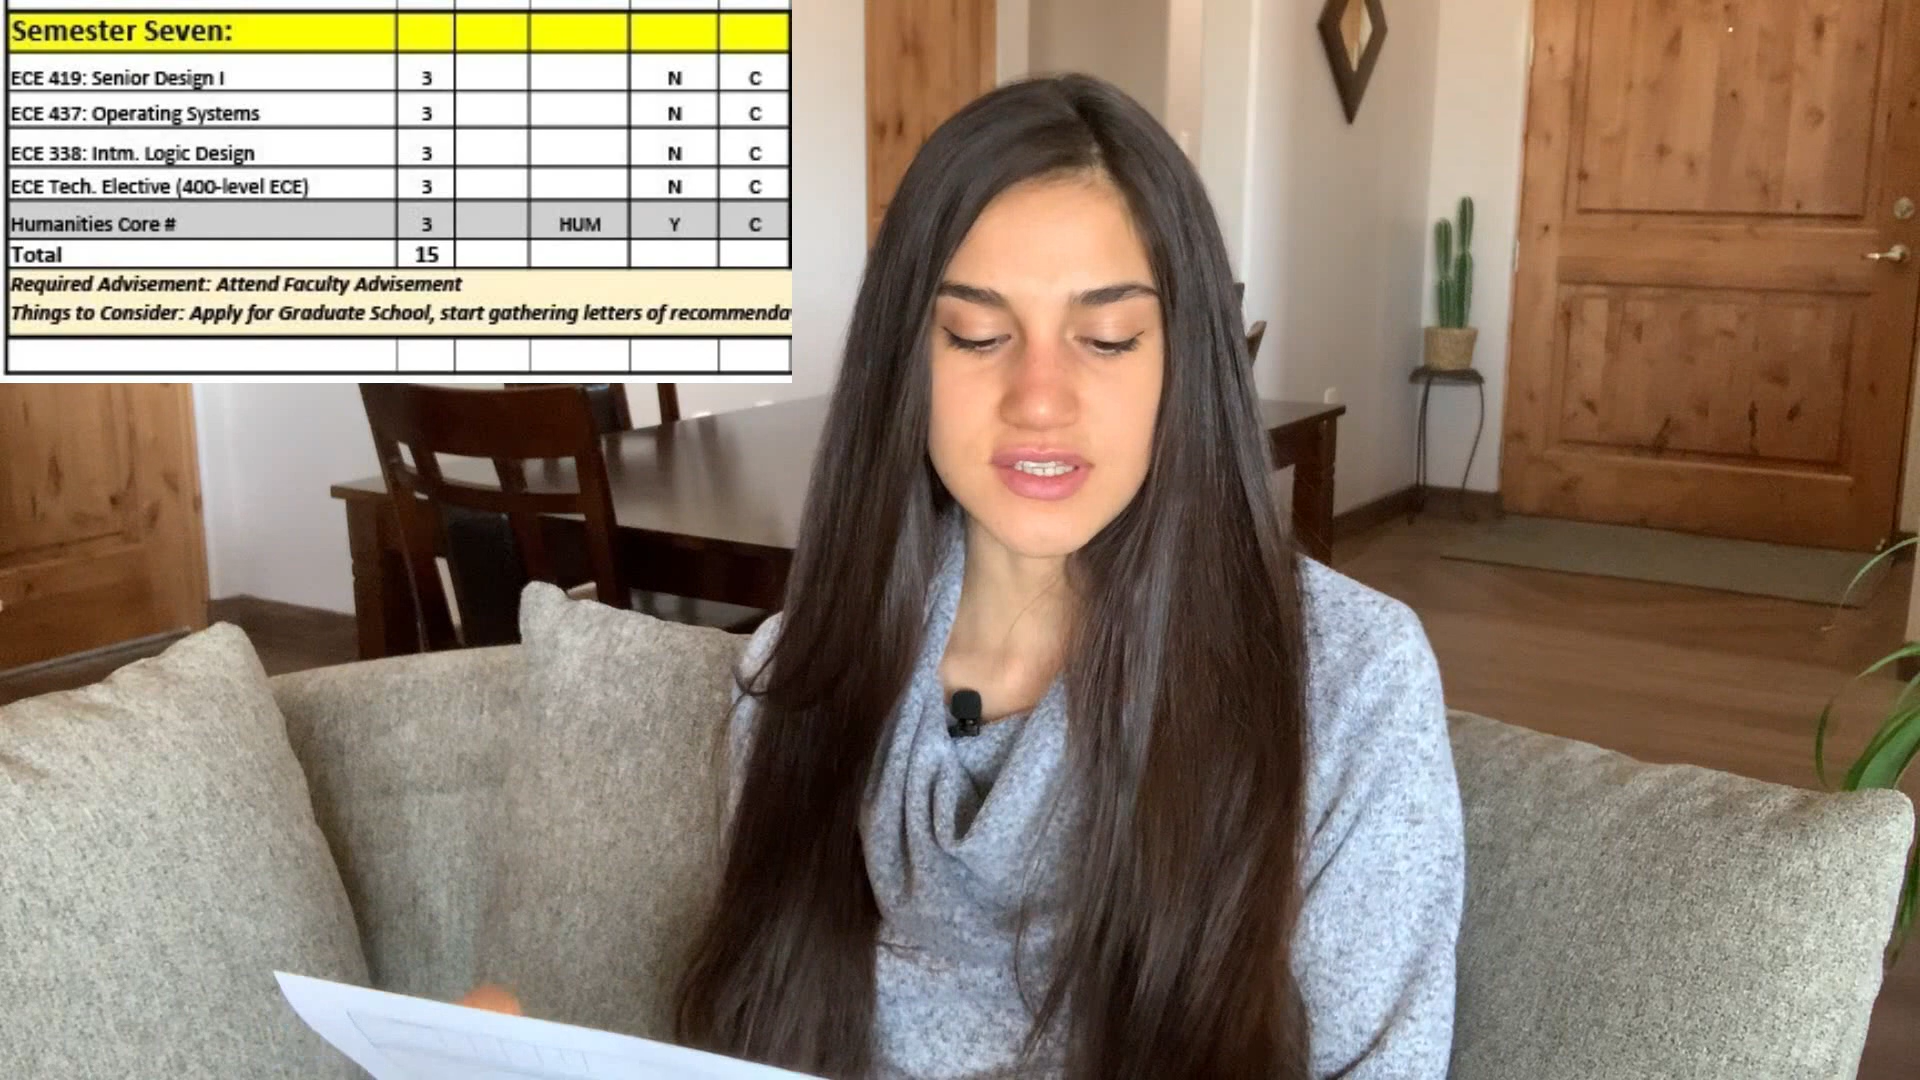 Semester Seven:
ECE 419: Senior Design I 3 N C
ECE 437: Operating Systems 3 N C
ECE 338: Intm. Logic Design 3 N C
ECE Tech. Elective (400-level ECE) 3 N C
Humanities Core # 3 HUM Y C
Total 15
Required Advisement: Attend Faculty Advisement
Things to Consider: Apply for Graduate School, start gathering letters of